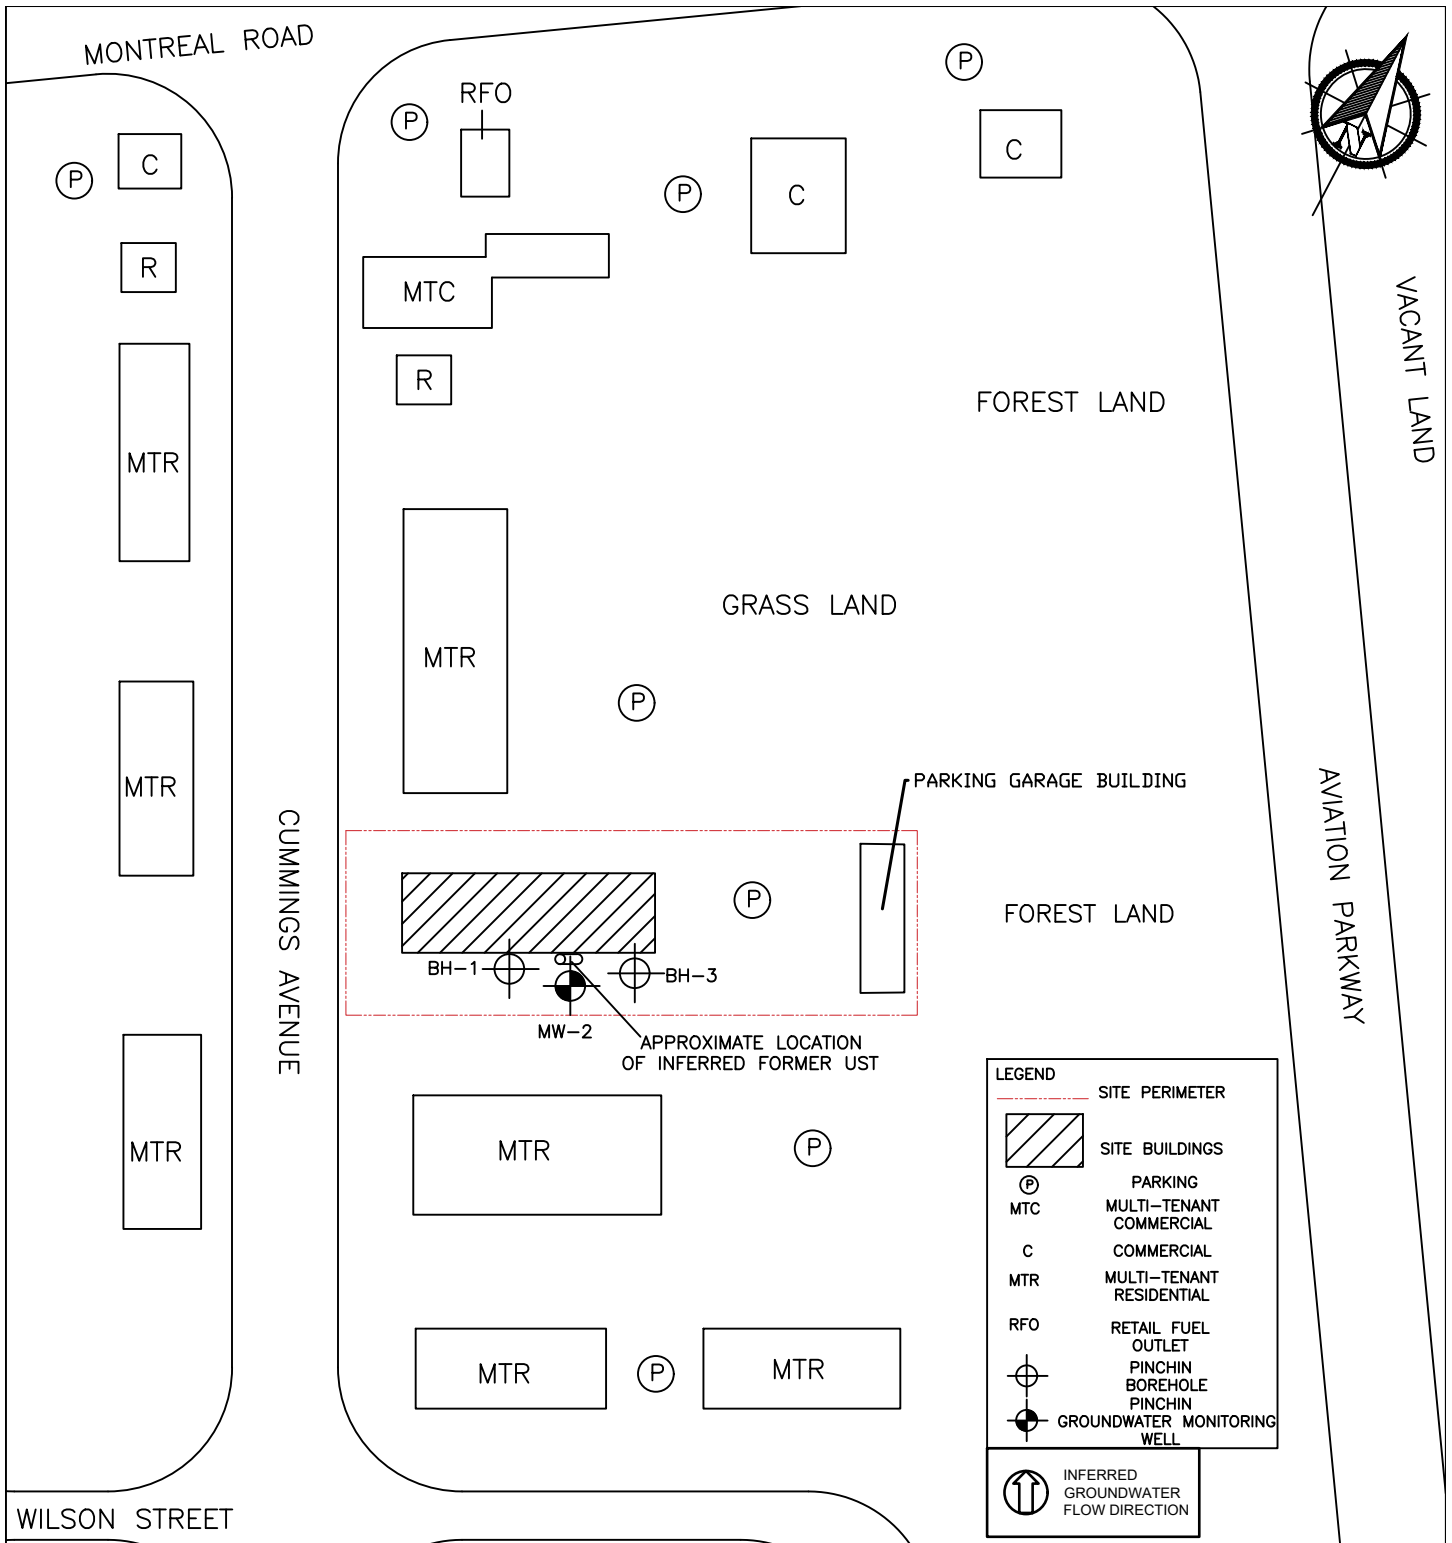 MONTREAL ROAD
RFO
P
P
C
P
P
C
C
N
R
MTC
R
MTR
VACANT LAND
FOREST LAND
GRASS LAND
MTR
P
MTR
PARKING GARAGE BUILDING
CUMMINGS AVENUE
AVIATION PARKWAY
P
FOREST LAND
BH-1
BH-3
MW-2
APPROXIMATE LOCATION
OF INFERRED FORMER UST
MTR
MTR
P
MTR
P
MTR
LEGEND
SITE PERIMETER
SITE BUILDINGS
P PARKING
MTC MULTI-TENANT
COMMERCIAL
C COMMERCIAL
MTR MULTI-TENANT
RESIDENTIAL
RFO RETAIL FUEL
OUTLET
PINCHIN
BOREHOLE
PINCHIN
GROUNDWATER MONITORING
WELL
INFERRED
GROUNDWATER
FLOW DIRECTION
WILSON STREET